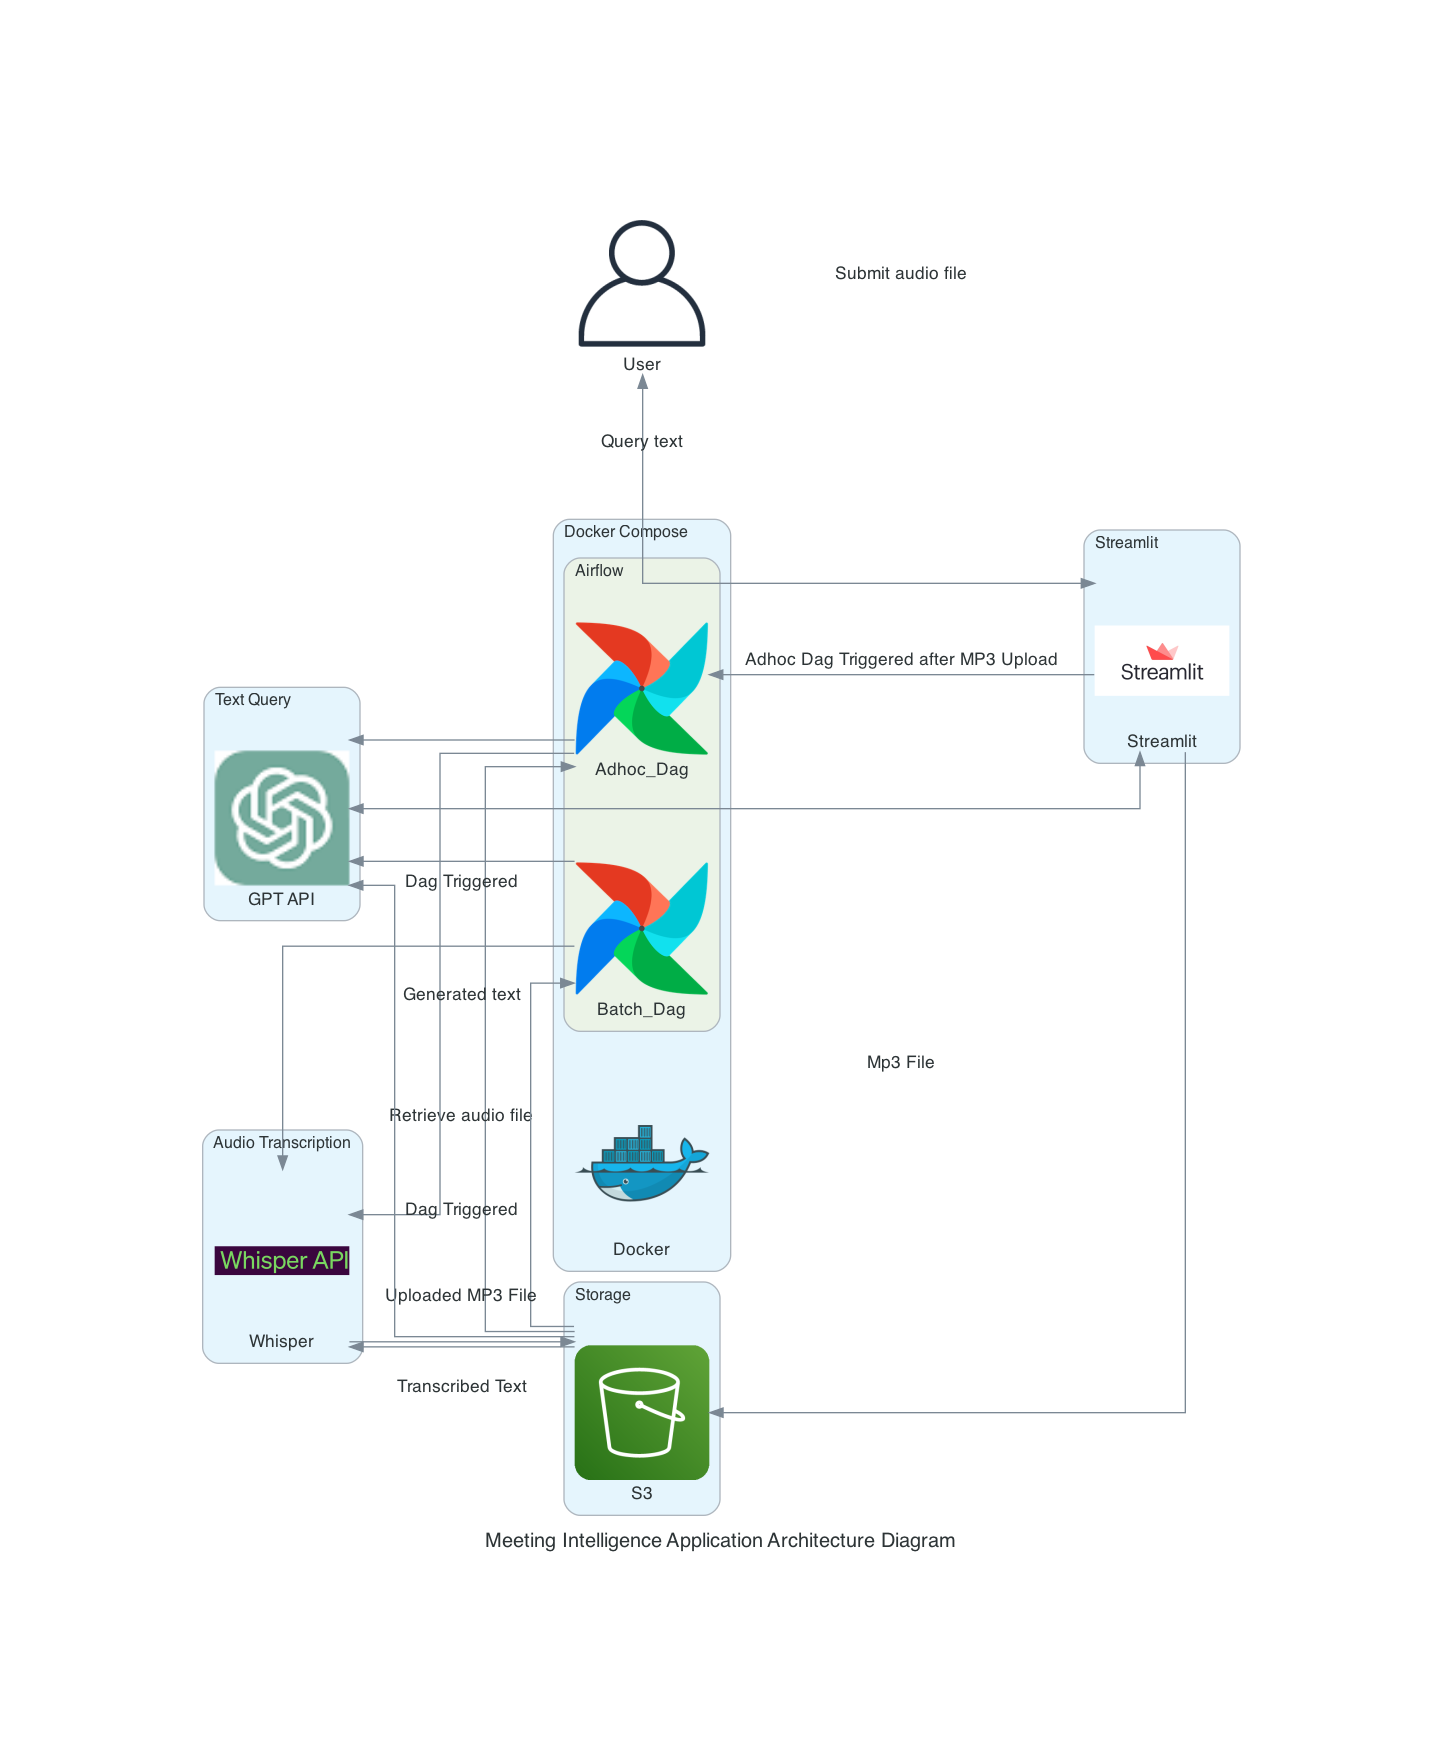 Submit audio file
User
Query text
Docker Compose
Streamlit
Airflow
Adhoc Dag Triggered after MP3 Upload
Streamlit
Text Query
Streamlit
Adhoc_Dag
Dag Triggered
GPT API
Generated text
Batch_Dag
Mp3 File
Retrieve audio file
Audio Transcription
Dag Triggered
Docker
Whisper API
Uploaded MP3 File
Storage
Whisper
Transcribed Text
S3
Meeting Intelligence Application Architecture Diagram